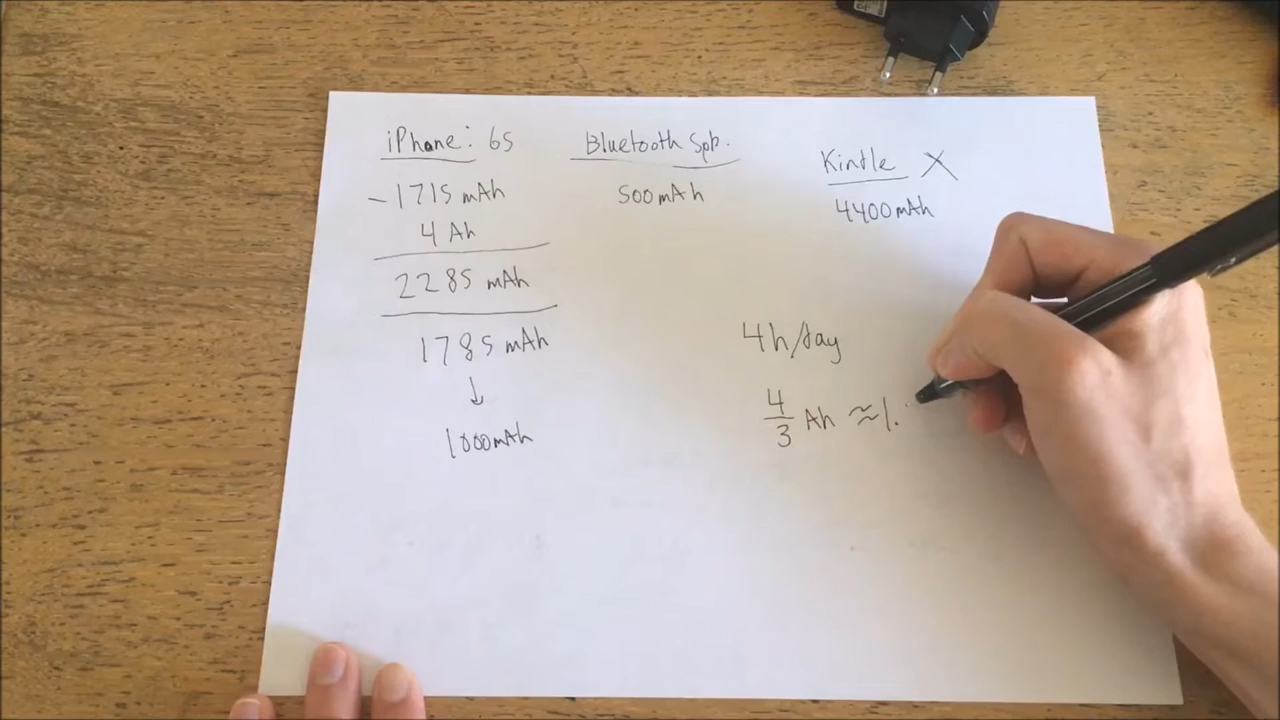 iPhone: 6S
- 1715 mAh
4 Ah
2285 mAh
1785 mAh
↓
1000mAh
Bluetooth Spk.
500mAh
Kindle X
4400mAh
4h/day
4/3 Ah ≈1.